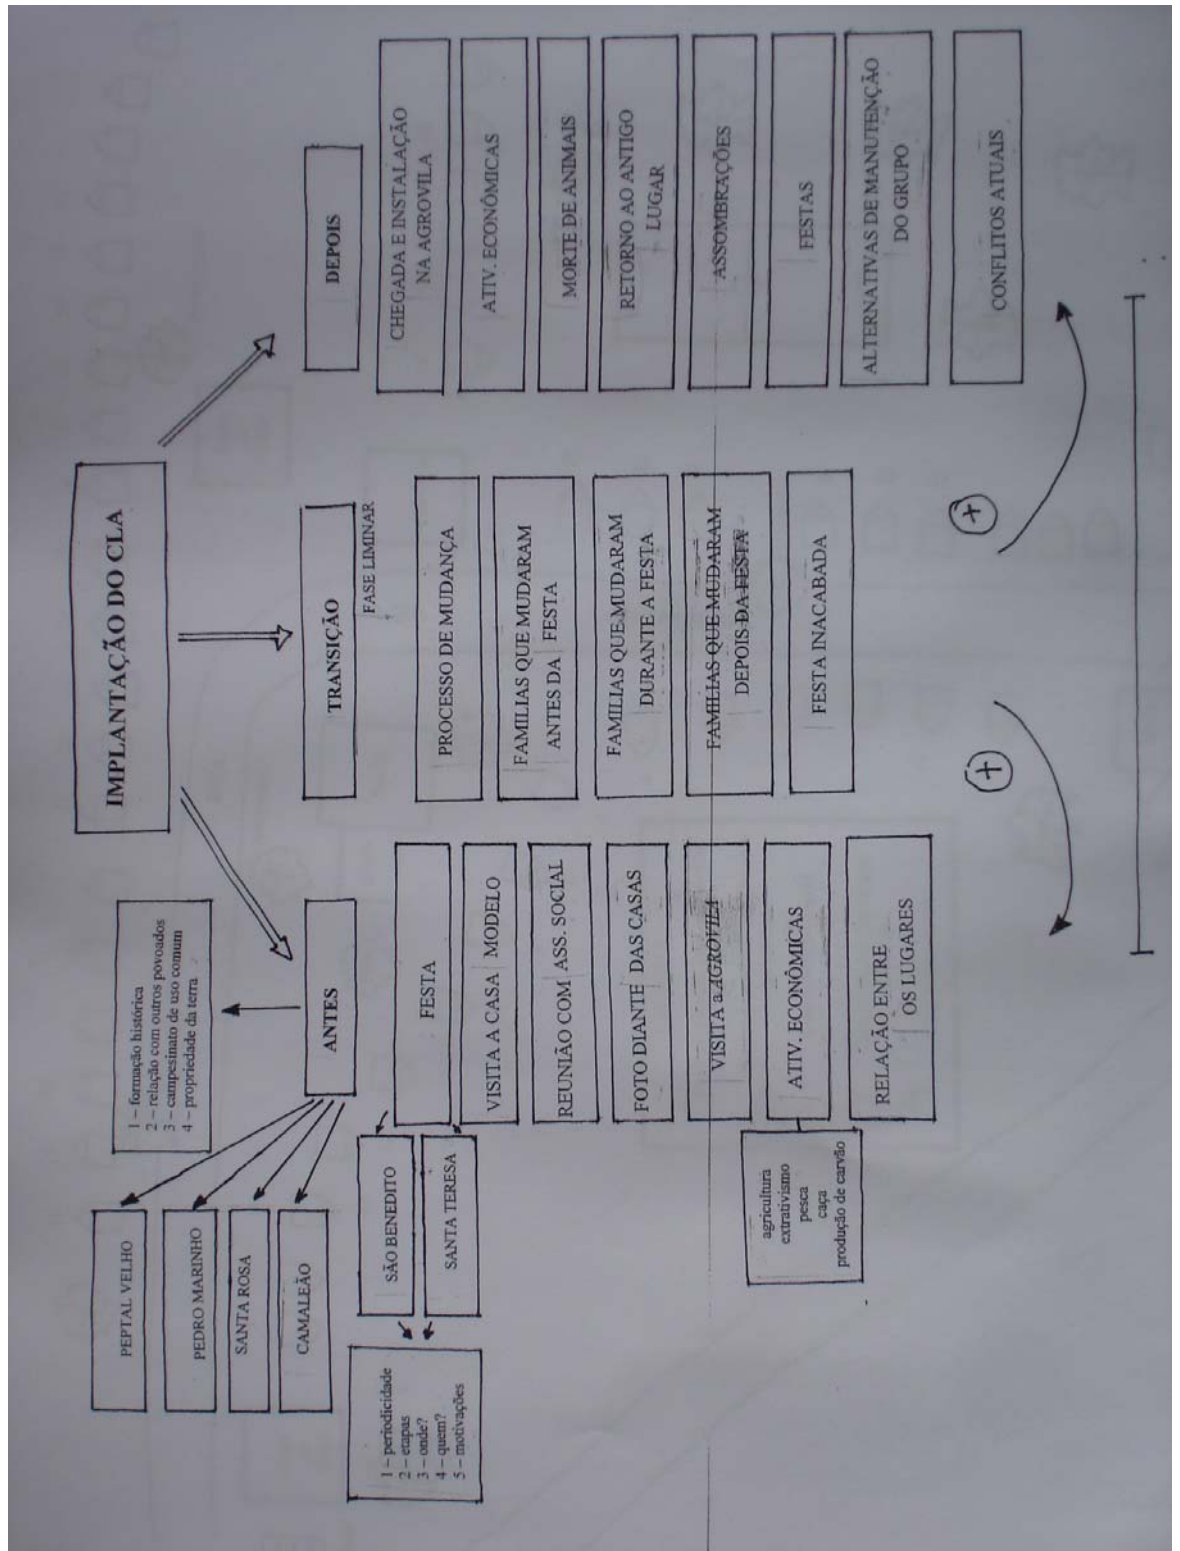 IMPLANTAÇÃO DO CLA
1 – formação histórica
2 – relação com outros povoados
3 – campesinato de uso comum
4 – propriedade da terra
PEPTAL VELHO
PEDRO MARINHO
SANTA ROSA
CAMALEÃO
ANTES
FESTA
SÃO BENEDITO
SANTA TERESA
1 – periodicidade
2 – etapas
3 – onde?
4 – quem?
5 – motivações
VISITA A CASA MODELO
REUNIÃO COM ASS. SOCIAL
FOTO DIANTE DAS CASAS
VISITA a AGROVILA
ATIV. ECONÔMICAS
agricultura
extrativismo
pesca
caça
produção de carvão
RELAÇÃO ENTRE
OS LUGARES
TRANSIÇÃO
FASE LIMINAR
PROCESSO DE MUDANÇA
FAMILIAS QUE MUDARAM
ANTES DA FESTA
FAMILIAS QUE MUDARAM
DURANTE A FESTA
FAMILIAS QUE MUDARAM
DEPOIS DA FESTA
FESTA INACABADA
DEPOIS
CHEGADA E INSTALAÇÃO
NA AGROVILA
ATIV. ECONÔMICAS
MORTE DE ANIMAIS
RETORNO AO ANTIGO
LUGAR
ASSOMBRAÇÕES
FESTAS
ALTERNATIVAS DE MANUTENÇÃO
DO GRUPO
CONFLITOS ATUAIS
+
+